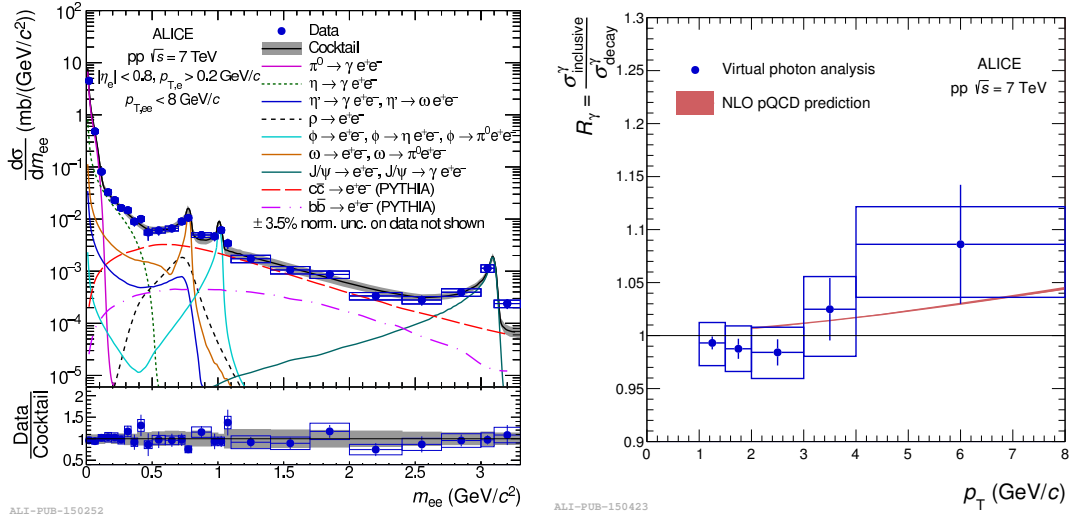 ALICE
pp √s = 7 TeV
|ηₑ| < 0.8, p_T,e > 0.2 GeV/c
p_T,ee < 8 GeV/c
Data
Cocktail
π⁰ → γ e⁺e⁻
η → γ e⁺e⁻
η' → γ e⁺e⁻, η' → ω e⁺e⁻
ρ → e⁺e⁻
ϕ → e⁺e⁻, ϕ → η e⁺e⁻, ϕ → π⁰e⁺e⁻
ω → e⁺e⁻, ω → π⁰e⁺e⁻
J/ψ → e⁺e⁻, J/ψ → γ e⁺e⁻
cc̄ → e⁺e⁻ (PYTHIA)
bb̄ → e⁺e⁻ (PYTHIA)
± 3.5% norm. unc. on data not shown
dσ/dm_ee (mb/(GeV/c²))
10²
10
1
10⁻¹
10⁻²
10⁻³
10⁻⁴
10⁻⁵
Data/Cocktail
2
1.5
1
0.5
0 0.5 1 1.5 2 2.5 3
m_ee (GeV/c²)
ALI-PUB-150252
R_γ = σ^γ_inclusive/σ^γ_decay
1.3
1.25
1.2
1.15
1.1
1.05
1
0.95
0.9
Virtual photon analysis
NLO pQCD prediction
ALICE
pp √s = 7 TeV
0 1 2 3 4 5 6 7 8
p_T (GeV/c)
ALI-PUB-150423